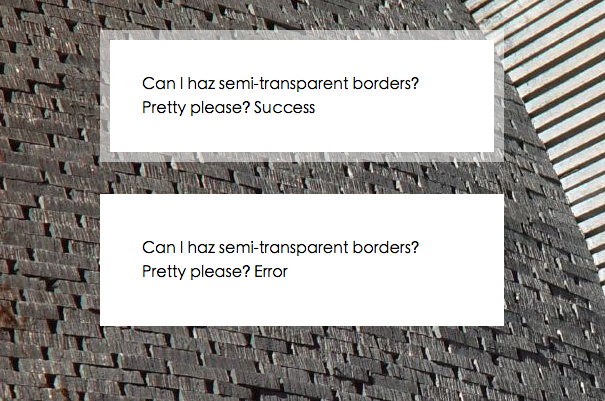 Can I haz semi-transparent borders?
Pretty please? Success
Can I haz semi-transparent borders?
Pretty please? Error